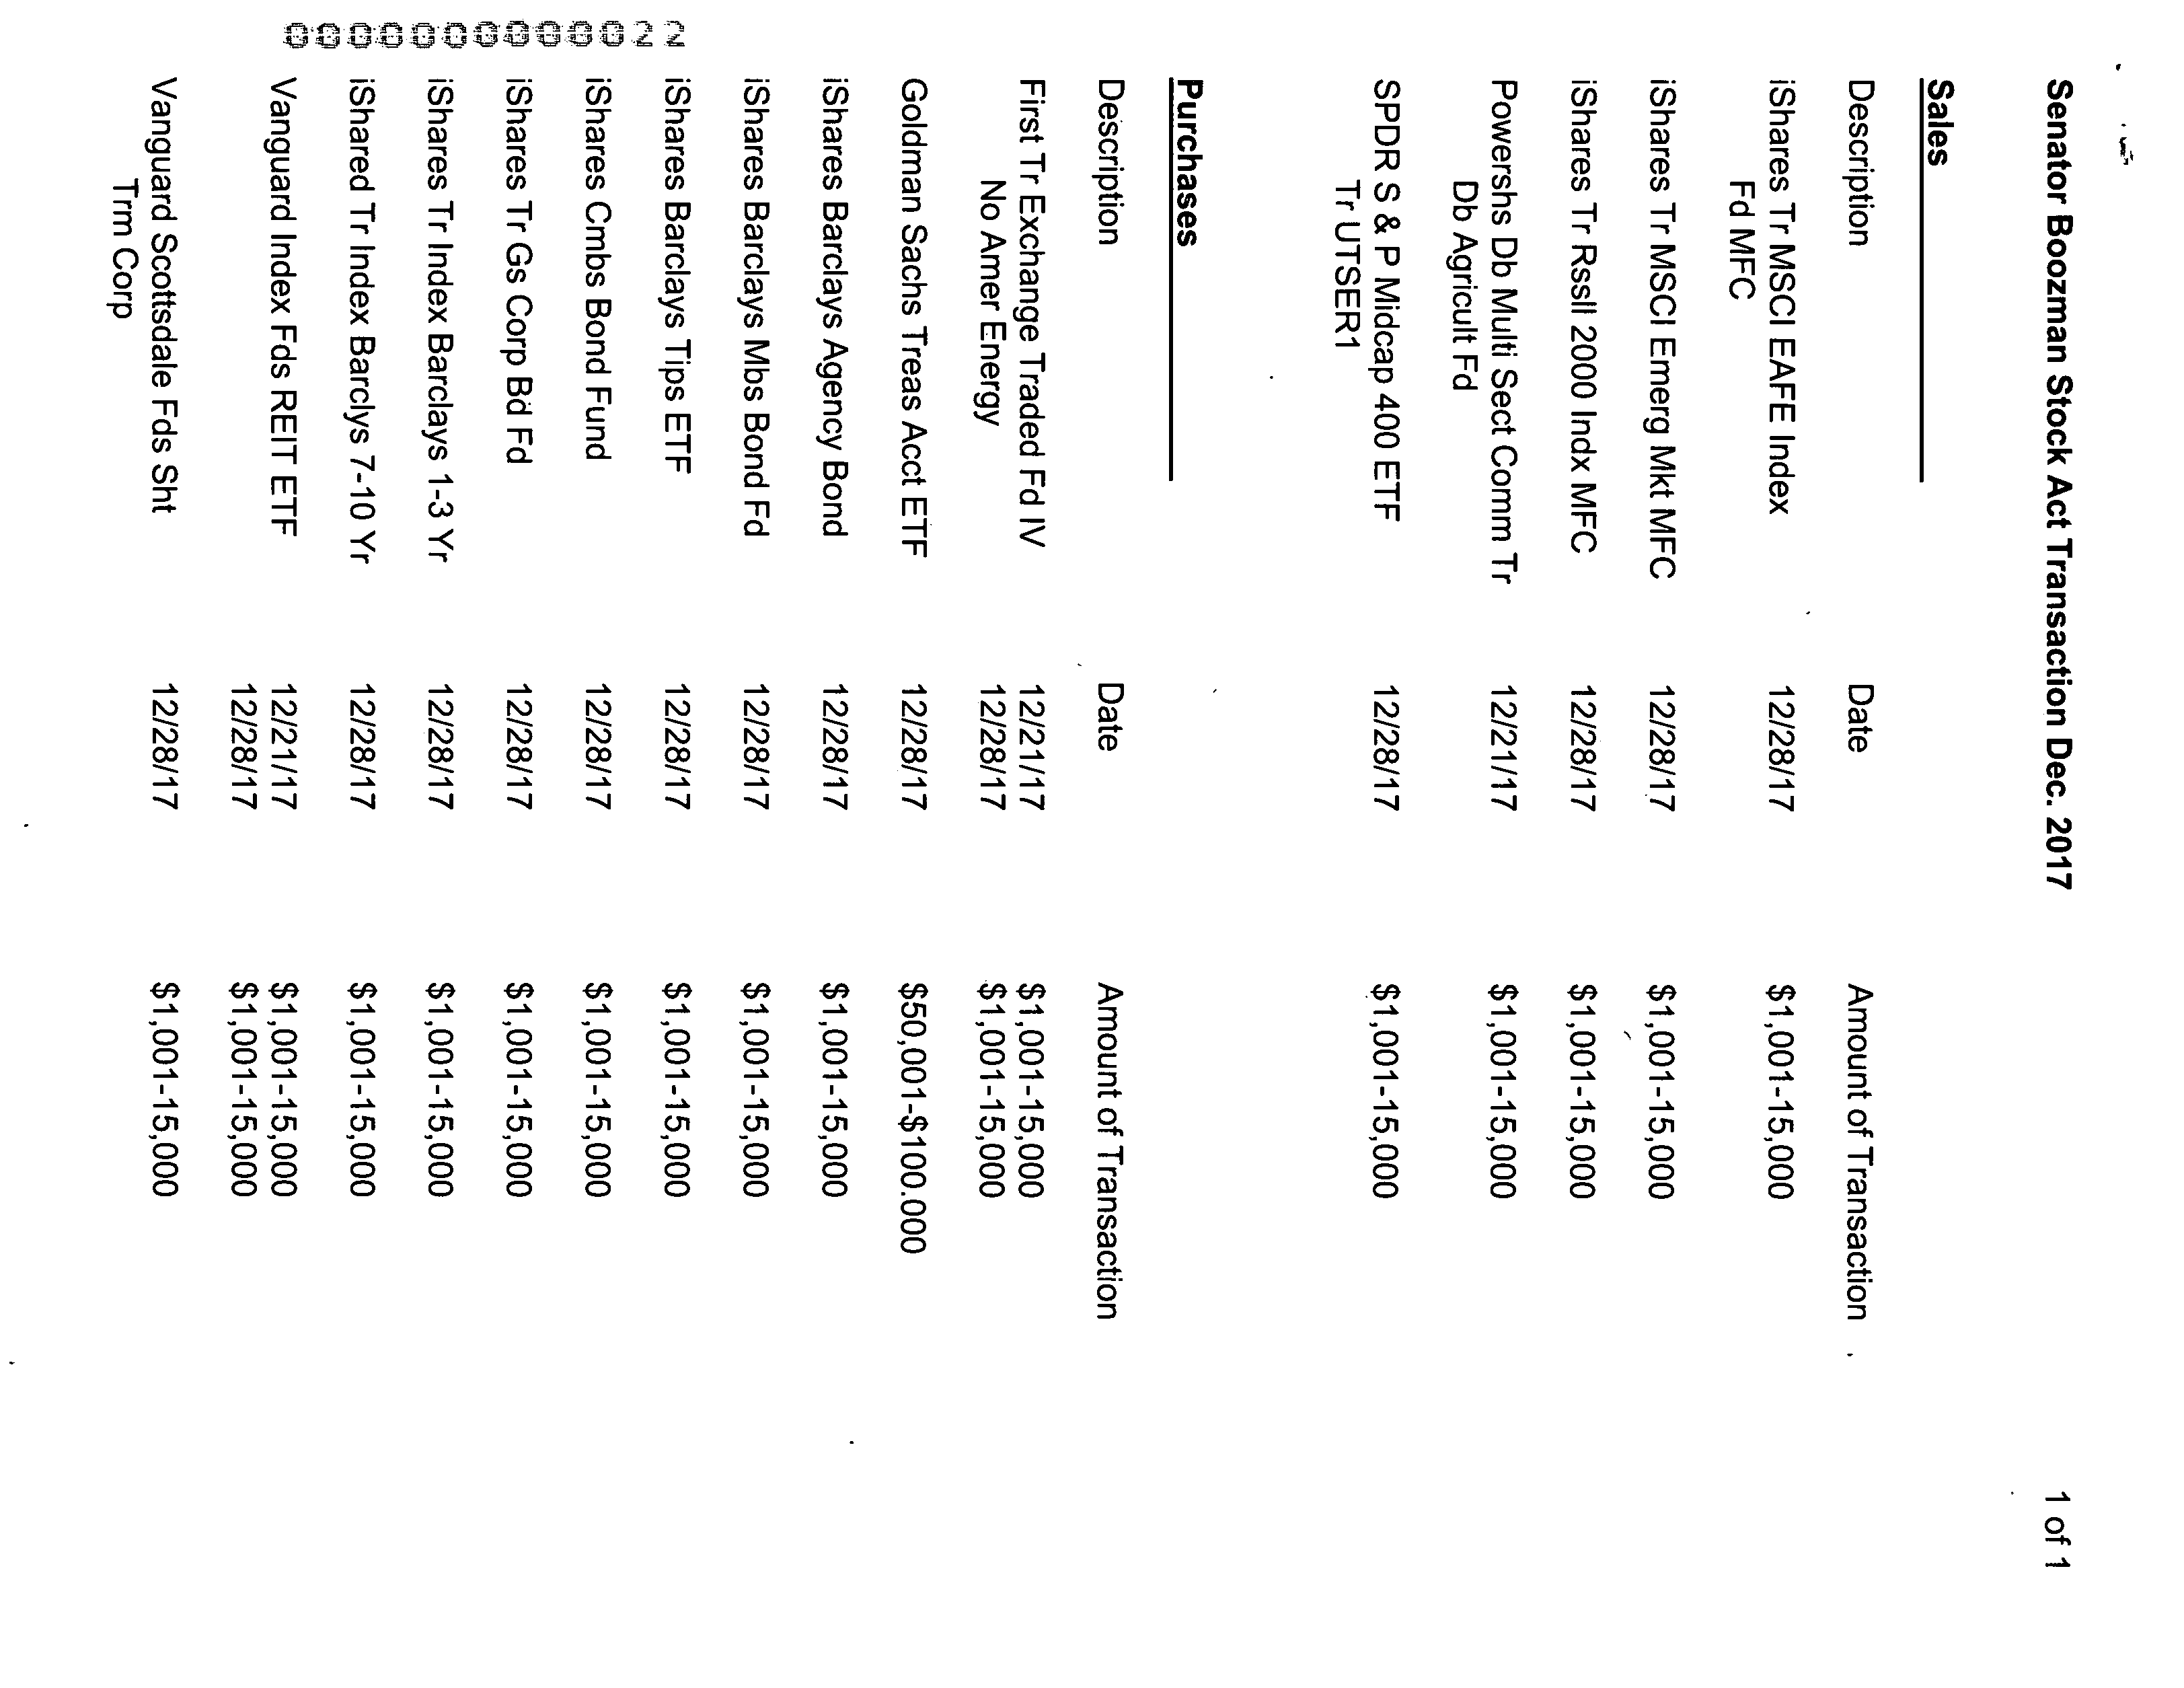 Senator Boozman Stock Act Transaction Dec. 2017 1 of 1
Sales
Description Date Amount of Transaction
iShares Tr MSCI EAFE Index 12/28/17 $1,001-15,000
Fd MFC
iShares Tr MSCI Emerg Mkt MFC 12/28/17 $1,001-15,000
iShares Tr Rssll 2000 Indx MFC 12/28/17 $1,001-15,000
Powershs Db Multi Sect Comm Tr 12/21/17 $1,001-15,000
Db Agricult Fd
SPDR S & P Midcap 400 ETF 12/28/17 $1,001-15,000
Tr UTSER1
Purchases
Description Date Amount of Transaction
First Tr Exchange Traded Fd IV 12/21/17 $1,001-15,000
No Amer Energy 12/28/17 $1,001-15,000
Goldman Sachs Treas Acct ETF 12/28/17 $50,001-$100.000
iShares Barclays Agency Bond 12/28/17 $1,001-15,000
iShares Barclays Mbs Bond Fd 12/28/17 $1,001-15,000
iShares Barclays Tips ETF 12/28/17 $1,001-15,000
iShares Cmbs Bond Fund 12/28/17 $1,001-15,000
iShares Tr Gs Corp Bd Fd 12/28/17 $1,001-15,000
iShares Tr Index Barclays 1-3 Yr 12/28/17 $1,001-15,000
iShared Tr Index Barclys 7-10 Yr 12/28/17 $1,001-15,000
Vanguard Index Fds REIT ETF 12/21/17 $1,001-15,000
12/28/17 $1,001-15,000
Vanguard Scottsdale Fds Sht 12/28/17 $1,001-15,000
Trm Corp